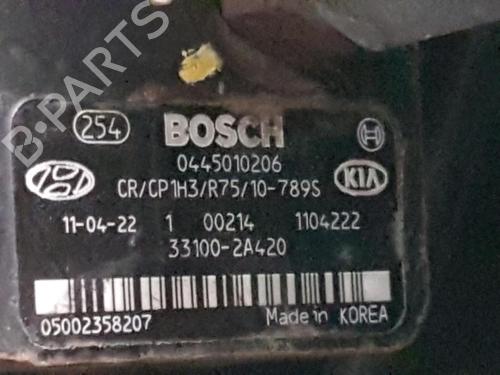 B-PARTS
254 BOSCH
0445010206
CR/CP1H3/R75/10-789S KIA
11-04-22 1 00214 1104222
33100-2A420
05002358207 Made in KOREA